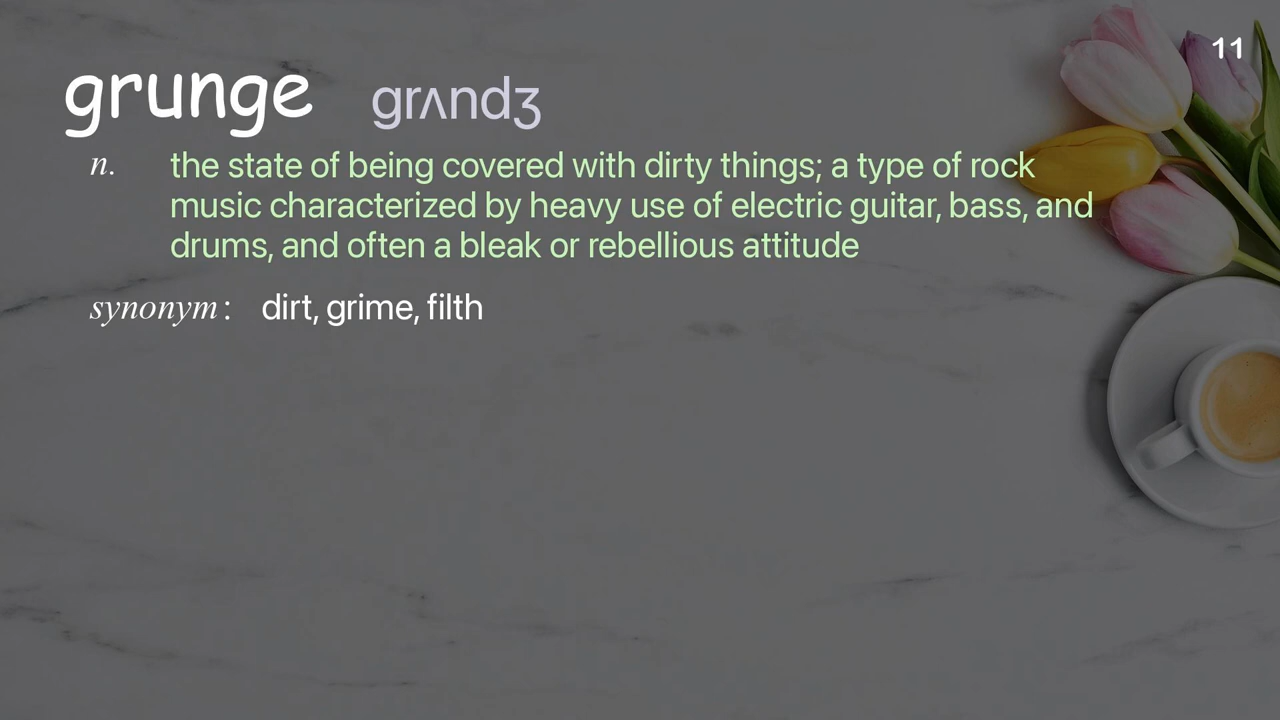 11
grunge grʌndʒ
n. the state of being covered with dirty things; a type of rock
music characterized by heavy use of electric guitar, bass, and
drums, and often a bleak or rebellious attitude
synonym: dirt, grime, filth